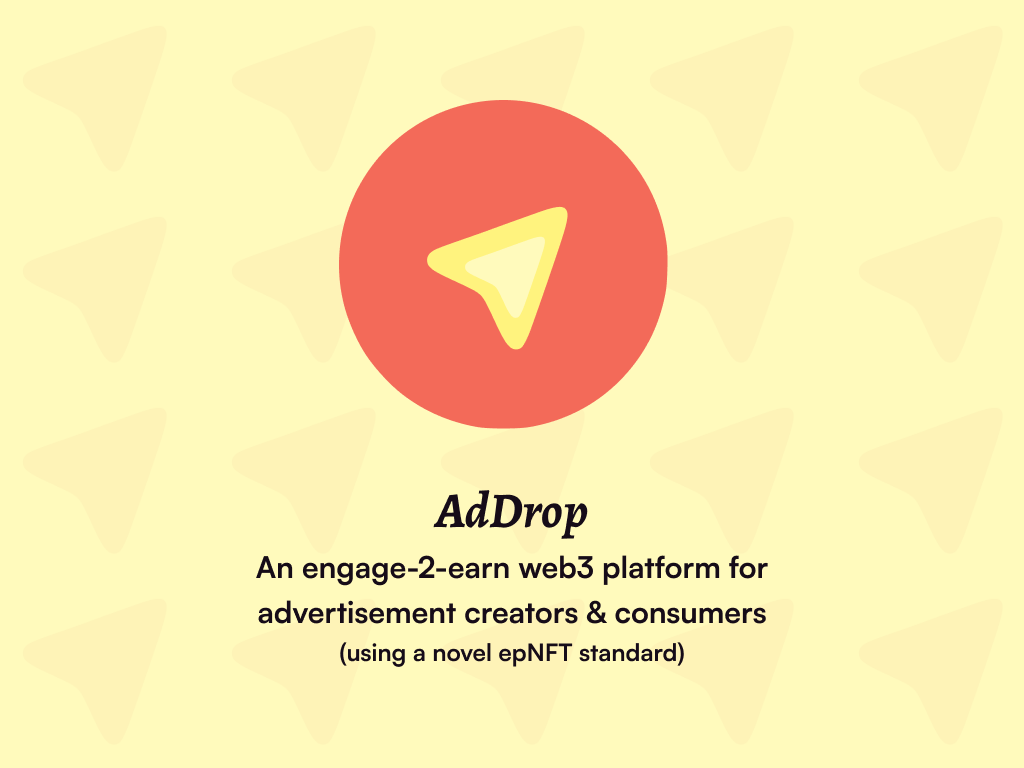 AdDrop
An engage-2-earn web3 platform for
advertisement creators & consumers
(using a novel epNFT standard)